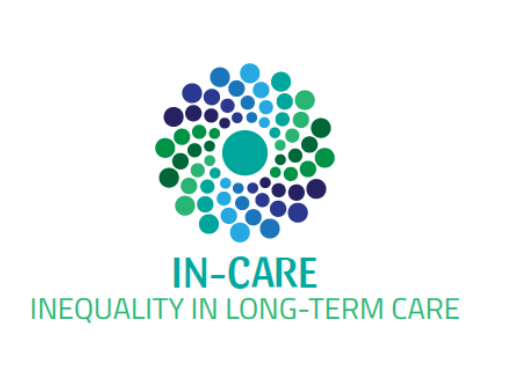 IN-CARE
INEQUALITY IN LONG-TERM CARE